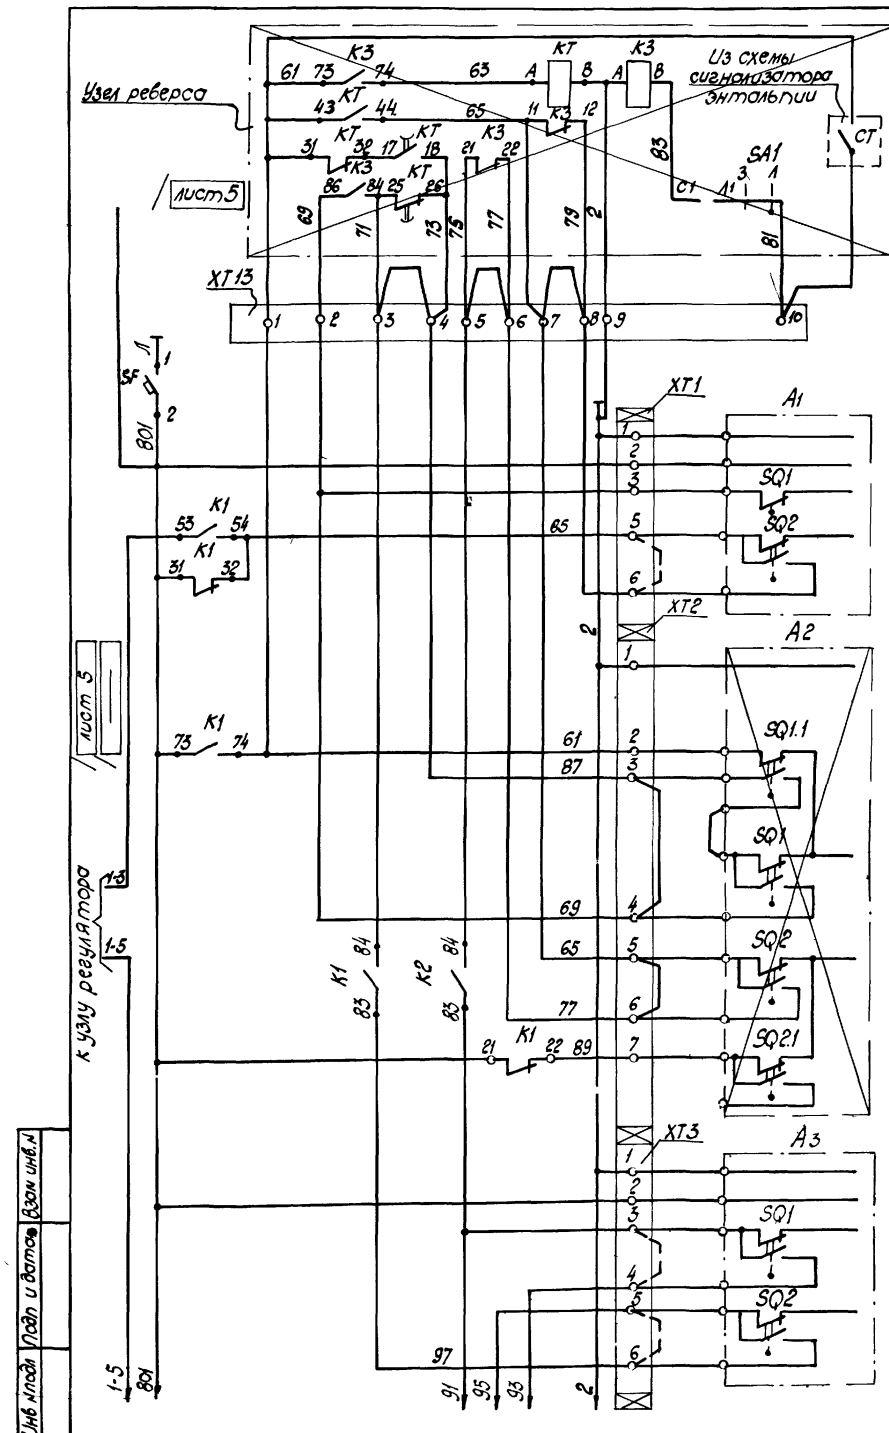 Узел реверса
Из схемы
сигнализатора
энтальпии
61 73 К3 74 63 А КТ В А К3 В
43 КТ 44 65 11 К3 12
31 КТ 32 17 КТ 18 21 К3 22
86 К3 84 25 КТ 26
СТ
83 С1 Л1 SA1 3 Л 81
69 71 73 75 77 79 2
лист 5
ХТ13
1 2 3 4 5 6 7 8 9 10
Л 1
SF
2
801
ХТ1
А1
1
2
3 SQ1
53 К1 54 85 5 SQ2
31 К1 32
6
2
ХТ2
А2
1
лист 5
73 К1 74 61 2 SQ1.1
87 3
SQ1
к узлу регулятора
1-3
1-5
69 4
65 5 SQ2
84 К1 83
84 К2 83
77 6
21 К1 22 89 7 SQ2.1
ХТ3
А3
1
2
3 SQ1
4
5 SQ2
97 6
1-5 801 91 95 93 2
Инв №подл Подп и дата Взам инв.№